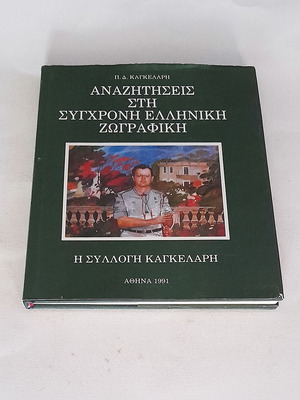 Π. Δ. ΚΑΓΚΕΛΑΡΗ
ΑΝΑΖΗΤΗΣΕΙΣ
ΣΤΗ
ΣΥΓΧΡΟΝΗ ΕΛΛΗΝΙΚΗ
ΖΩΓΡΑΦΙΚΗ
Η ΣΥΛΛΟΓΗ ΚΑΓΚΕΛΑΡΗ
ΑΘΗΝΑ 1991